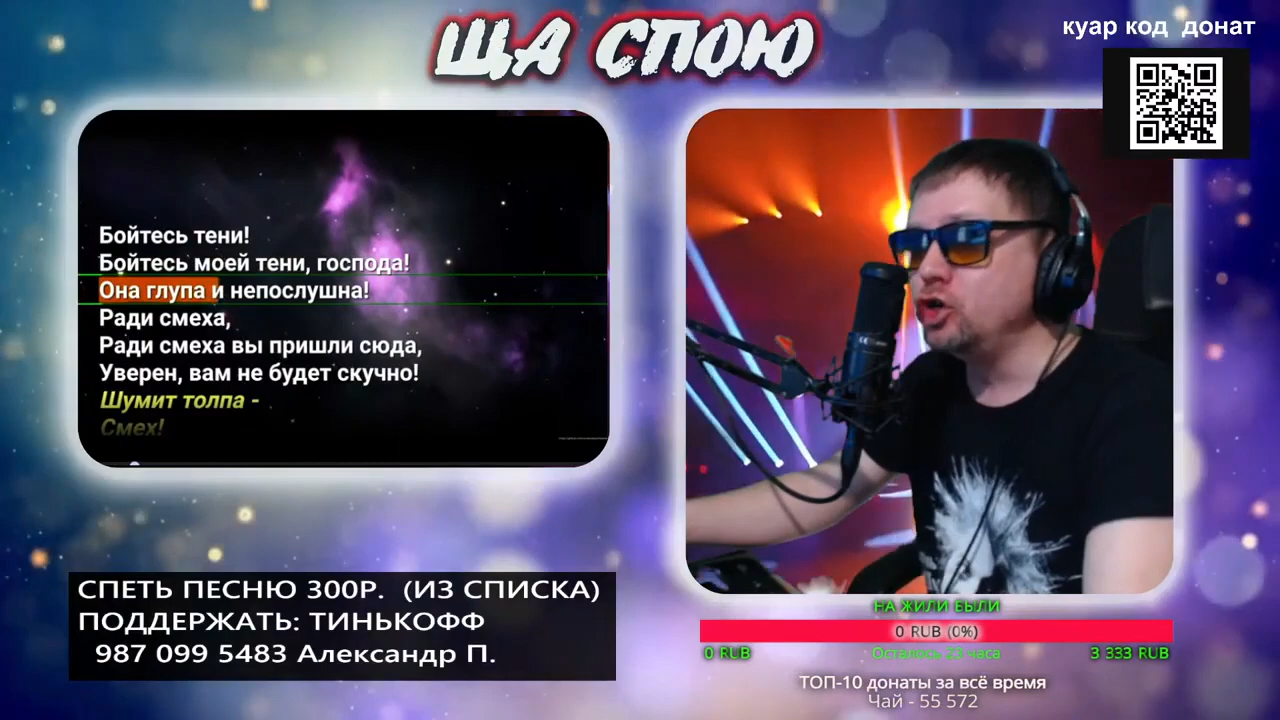 ЩА СПОЮ
куар код донат
Бойтесь тени!
Бойтесь моей тени, господа!
Она глупа и непослушна!
Ради смеха,
Ради смеха вы пришли сюда,
Уверен, вам не будет скучно!
Шумит толпа -
Смех!
СПЕТЬ ПЕСНЮ 300Р. (ИЗ СПИСКА)
ПОДДЕРЖАТЬ: ТИНЬКОФФ
987 099 5483 Александр П.
НА ЖИЛИ БЫЛИ
0 RUB (0%)
0 RUB
Осталось 23 часа
3 333 RUB
ТОП-10 донаты за всё время
Чай - 55 572